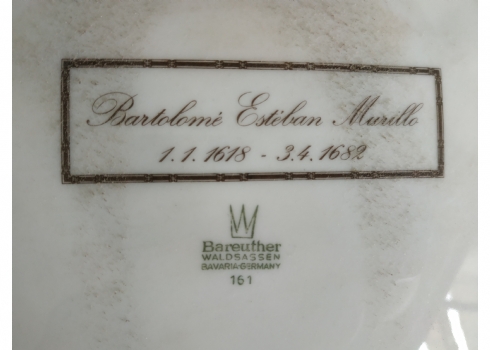 Bartolomé Estéban Murillo
1.1.1618 - 3.4.1682
Bareuther
WALDSASSEN
BAVARIA-GERMANY
161